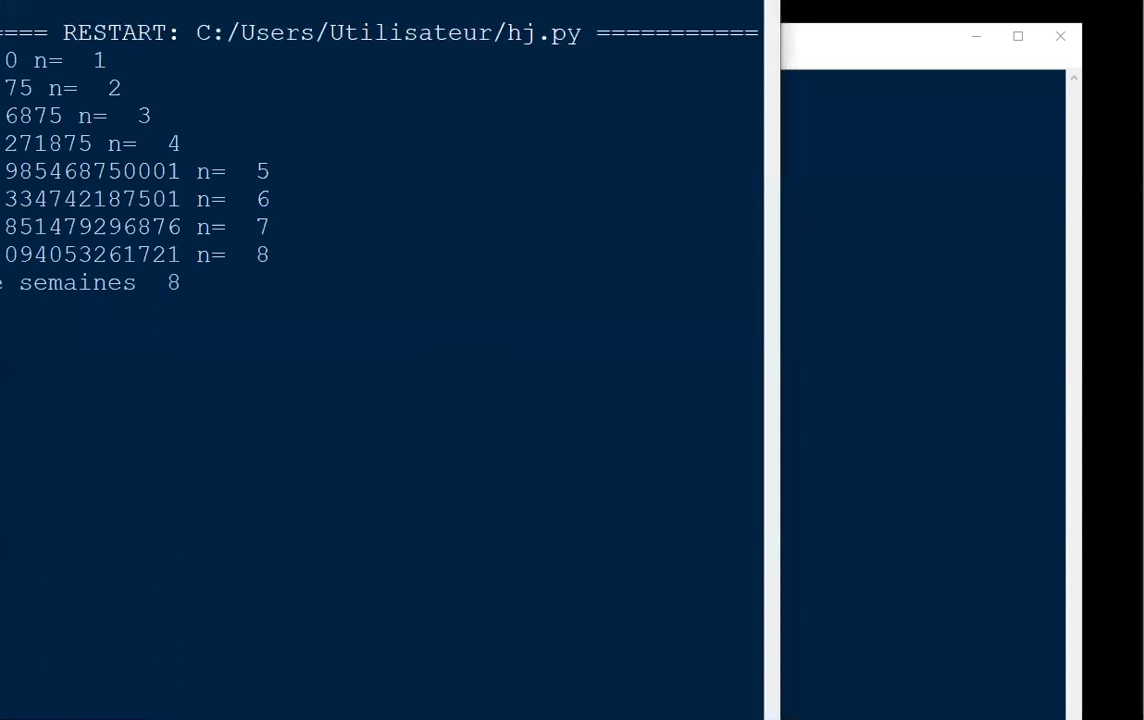 ==== RESTART: C:/Users/Utilisateur/hj.py ===========
0 n=  1
75 n=  2
6875 n=  3
271875 n=  4
985468750001 n=  5
334742187501 n=  6
851479296876 n=  7
094053261721 n=  8
e semaines  8